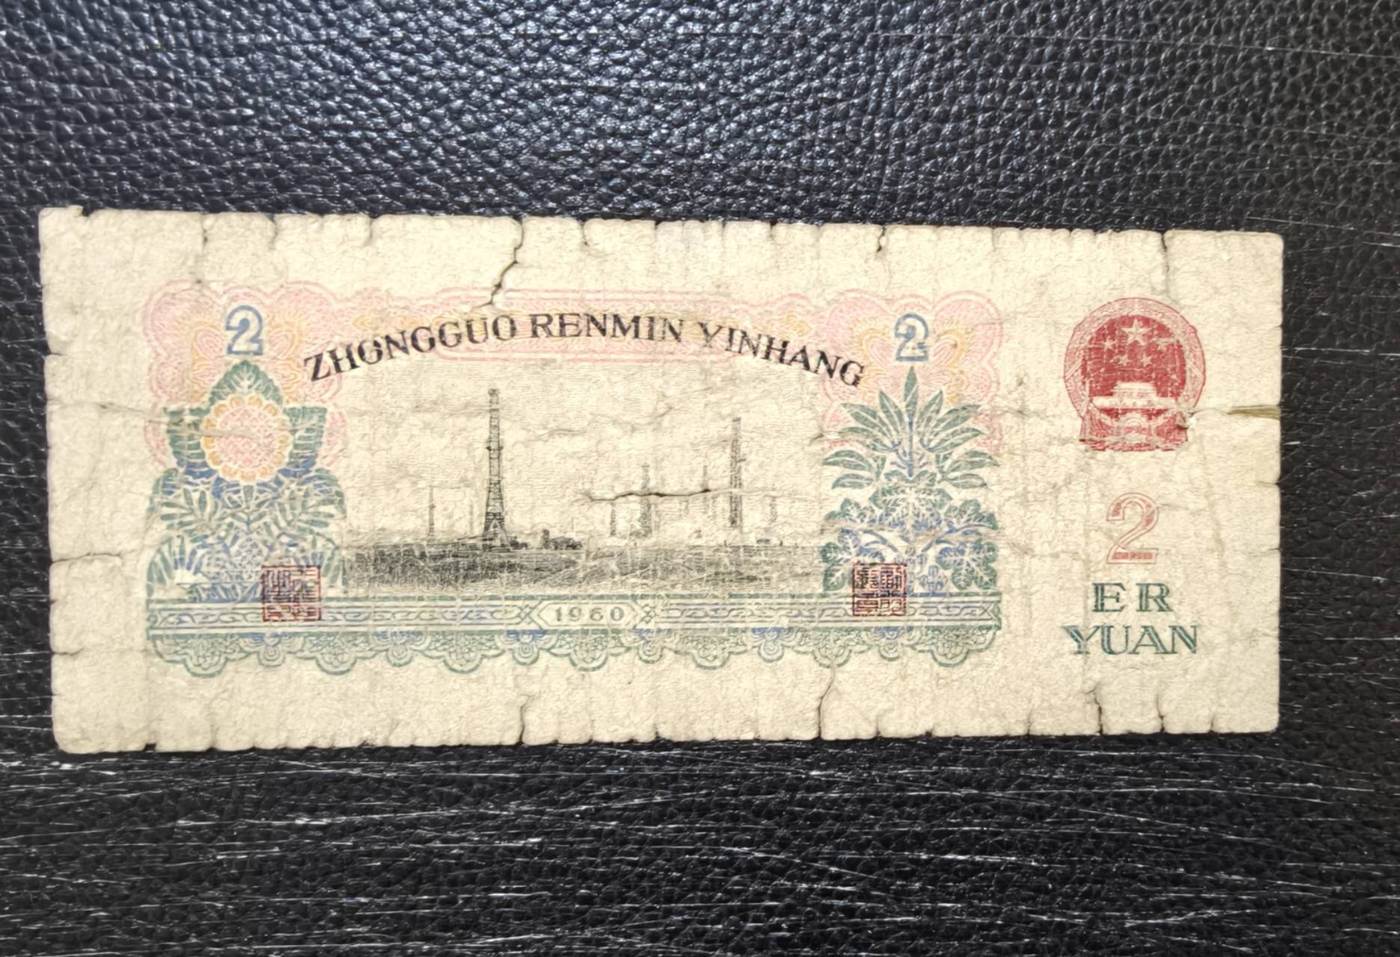 2
2
ZHONGGUO RENMIN YINHANG
1960
2
ER
YUAN